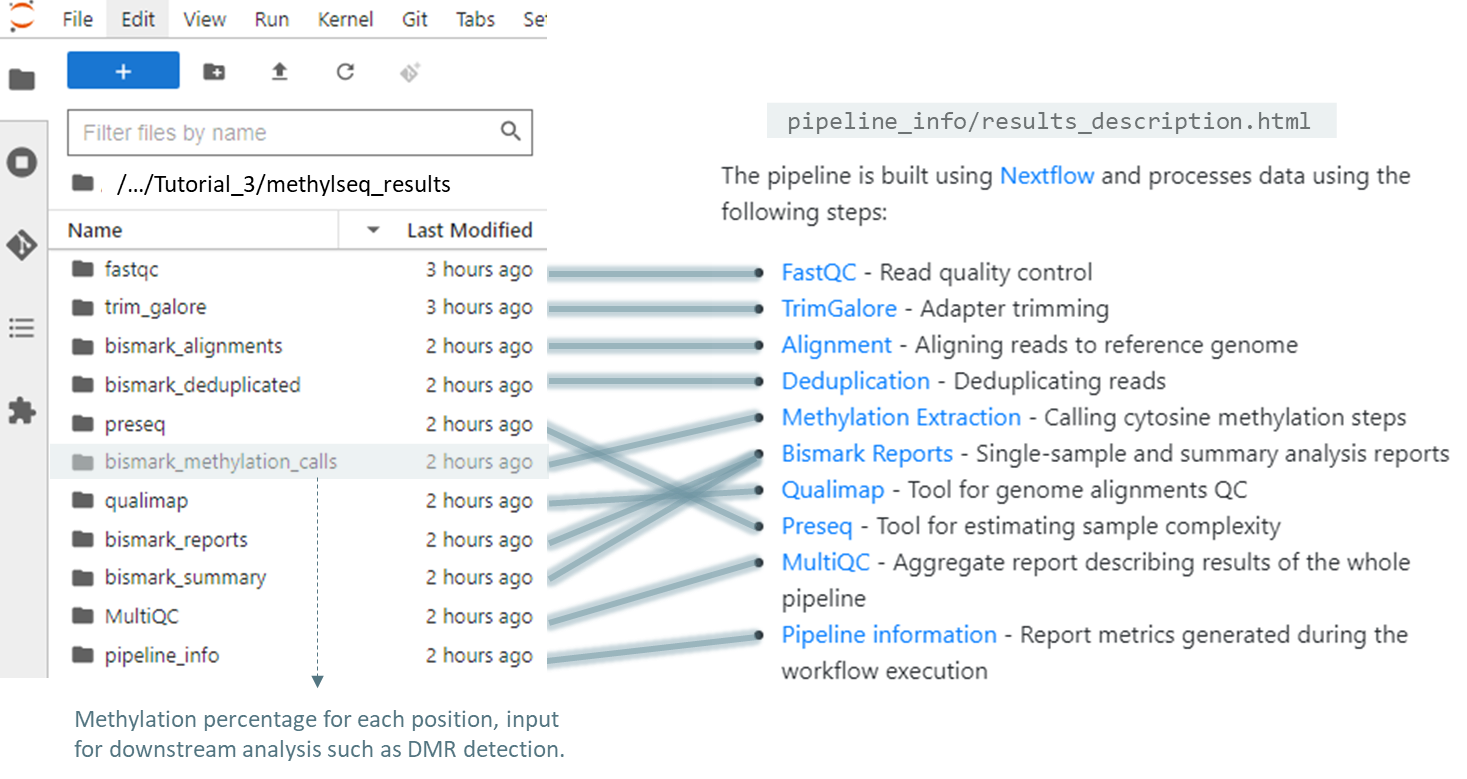 File Edit View Run Kernel Git Tabs Set
+
Filter files by name
/.../Tutorial_3/methylseq_results
Name Last Modified
fastqc 3 hours ago
trim_galore 3 hours ago
bismark_alignments 2 hours ago
bismark_deduplicated 2 hours ago
preseq 2 hours ago
bismark_methylation_calls 2 hours ago
qualimap 2 hours ago
bismark_reports 2 hours ago
bismark_summary 2 hours ago
MultiQC 2 hours ago
pipeline_info 2 hours ago
Methylation percentage for each position, input
for downstream analysis such as DMR detection.
pipeline_info/results_description.html
The pipeline is built using Nextflow and processes data using the
following steps:
• FastQC - Read quality control
• TrimGalore - Adapter trimming
• Alignment - Aligning reads to reference genome
• Deduplication - Deduplicating reads
• Methylation Extraction - Calling cytosine methylation steps
• Bismark Reports - Single-sample and summary analysis reports
• Qualimap - Tool for genome alignments QC
• Preseq - Tool for estimating sample complexity
• MultiQC - Aggregate report describing results of the whole
pipeline
• Pipeline information - Report metrics generated during the
workflow execution